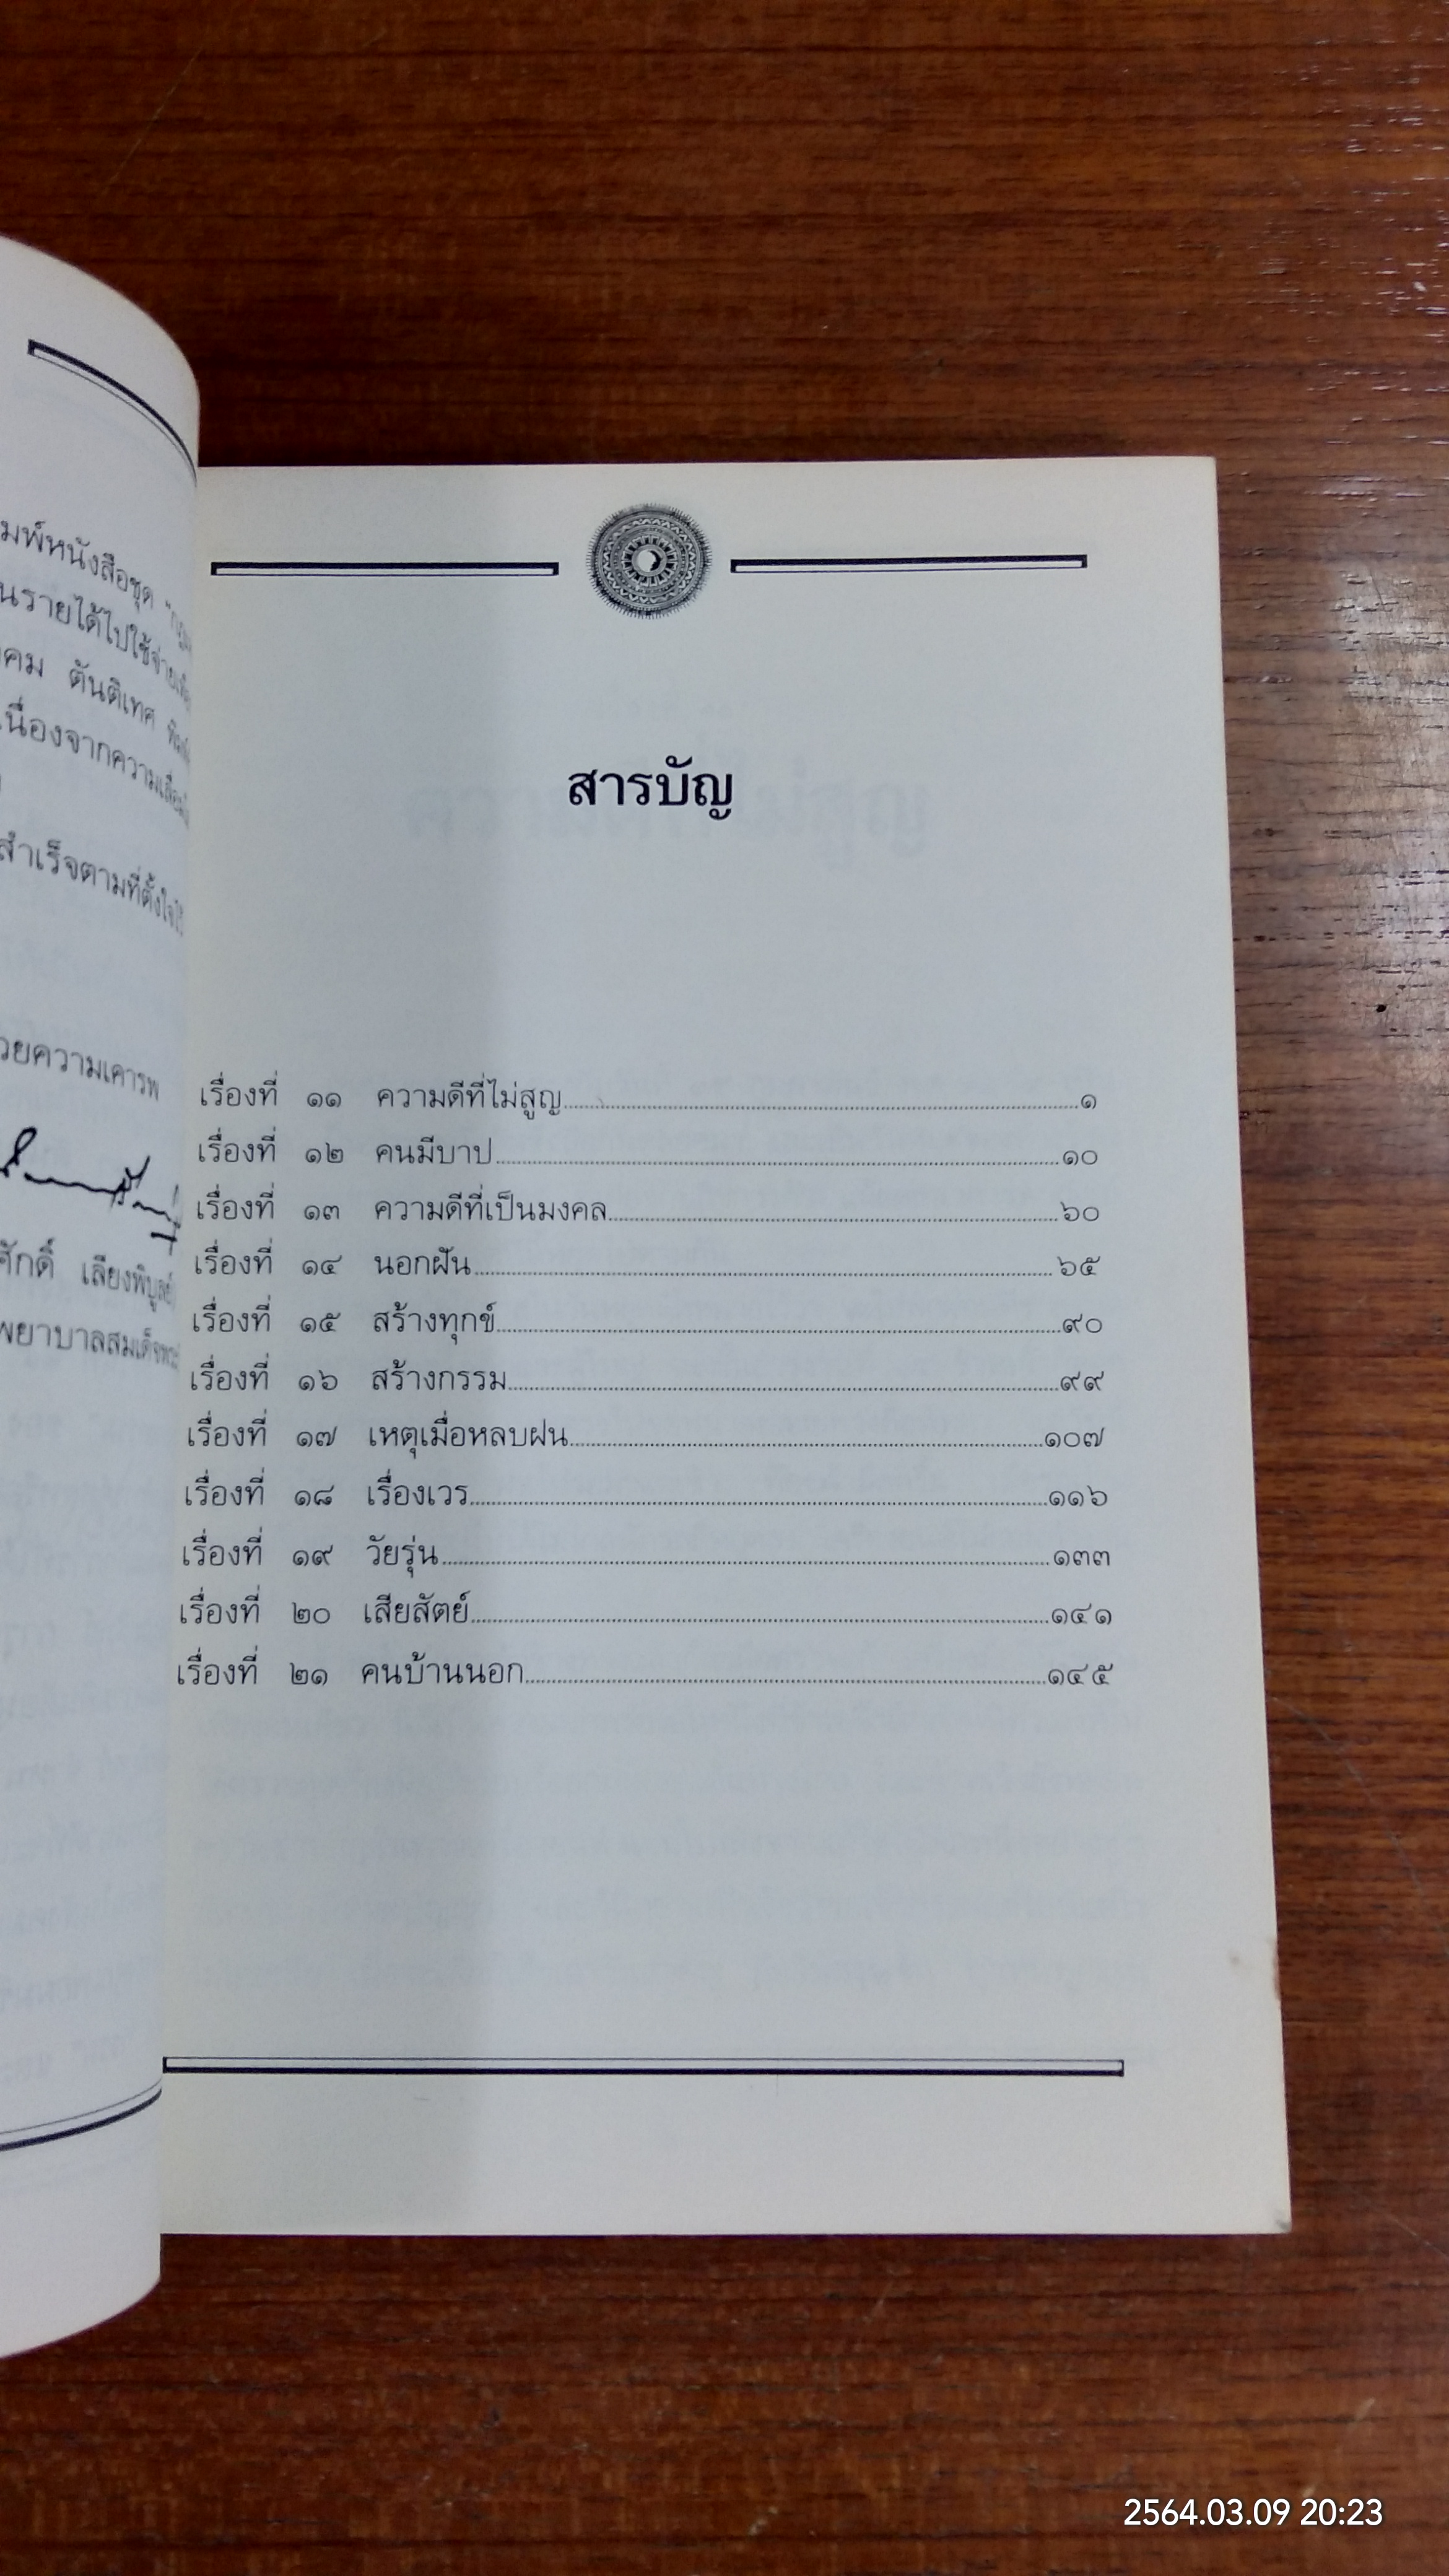 มพ์หนังสือชุด
นรายได้ไปใช้จ่าย
คม ตันติเทศ
เนื่องจากความ
สำเร็จตามที่ตั้งใจไว้
วยความเคารพ
ศักดิ์ เลียงพิบูลย์
พยาบาลสมเด็จ
สารบัญ
เรื่องที่ ๑๑ ความดีที่ไม่สูญ ๑
เรื่องที่ ๑๒ คนมีบาป ๑๐
เรื่องที่ ๑๓ ความดีที่เป็นมงคล ๖๐
เรื่องที่ ๑๔ นอกฝัน ๖๕
เรื่องที่ ๑๕ สร้างทุกข์ ๙๐
เรื่องที่ ๑๖ สร้างกรรม ๙๙
เรื่องที่ ๑๗ เหตุเมื่อหลบฝน ๑๐๗
เรื่องที่ ๑๘ เรื่องเวร ๑๑๖
เรื่องที่ ๑๙ วัยรุ่น ๑๓๓
เรื่องที่ ๒๐ เสียสัตย์ ๑๔๑
เรื่องที่ ๒๑ คนบ้านนอก ๑๔๕
2564.03.09 20:23